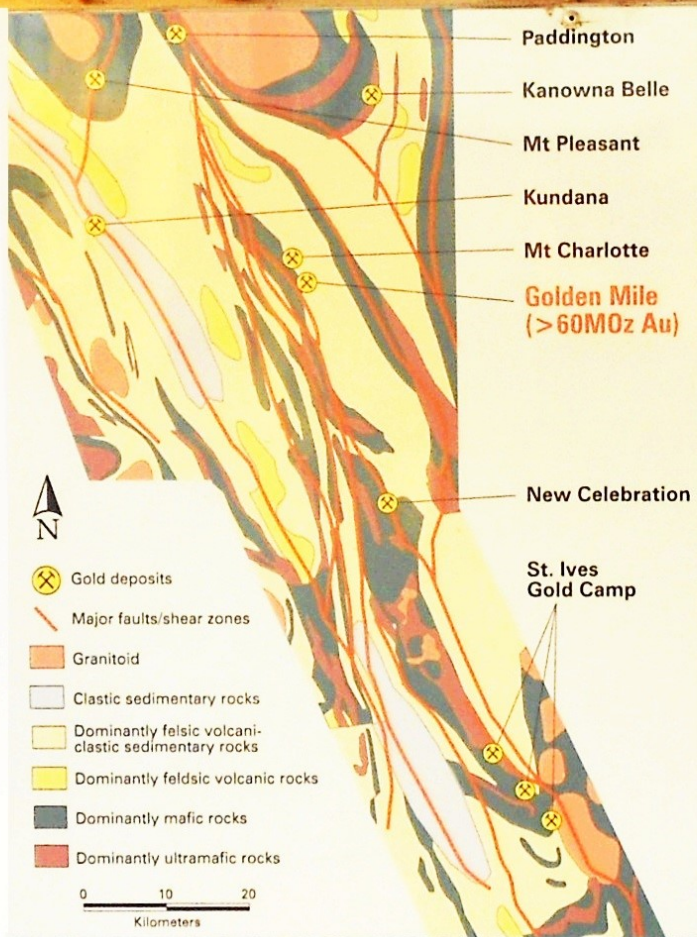 Paddington
Kanowna Belle
Mt Pleasant
Kundana
Mt Charlotte
Golden Mile
(>60MOz Au)
New Celebration
St. Ives
Gold Camp
N
Gold deposits
Major faults/shear zones
Granitoid
Clastic sedimentary rocks
Dominantly felsic volcani-
clastic sedimentary rocks
Dominantly feldsic volcanic rocks
Dominantly mafic rocks
Dominantly ultramafic rocks
0 10 20
Kilometers